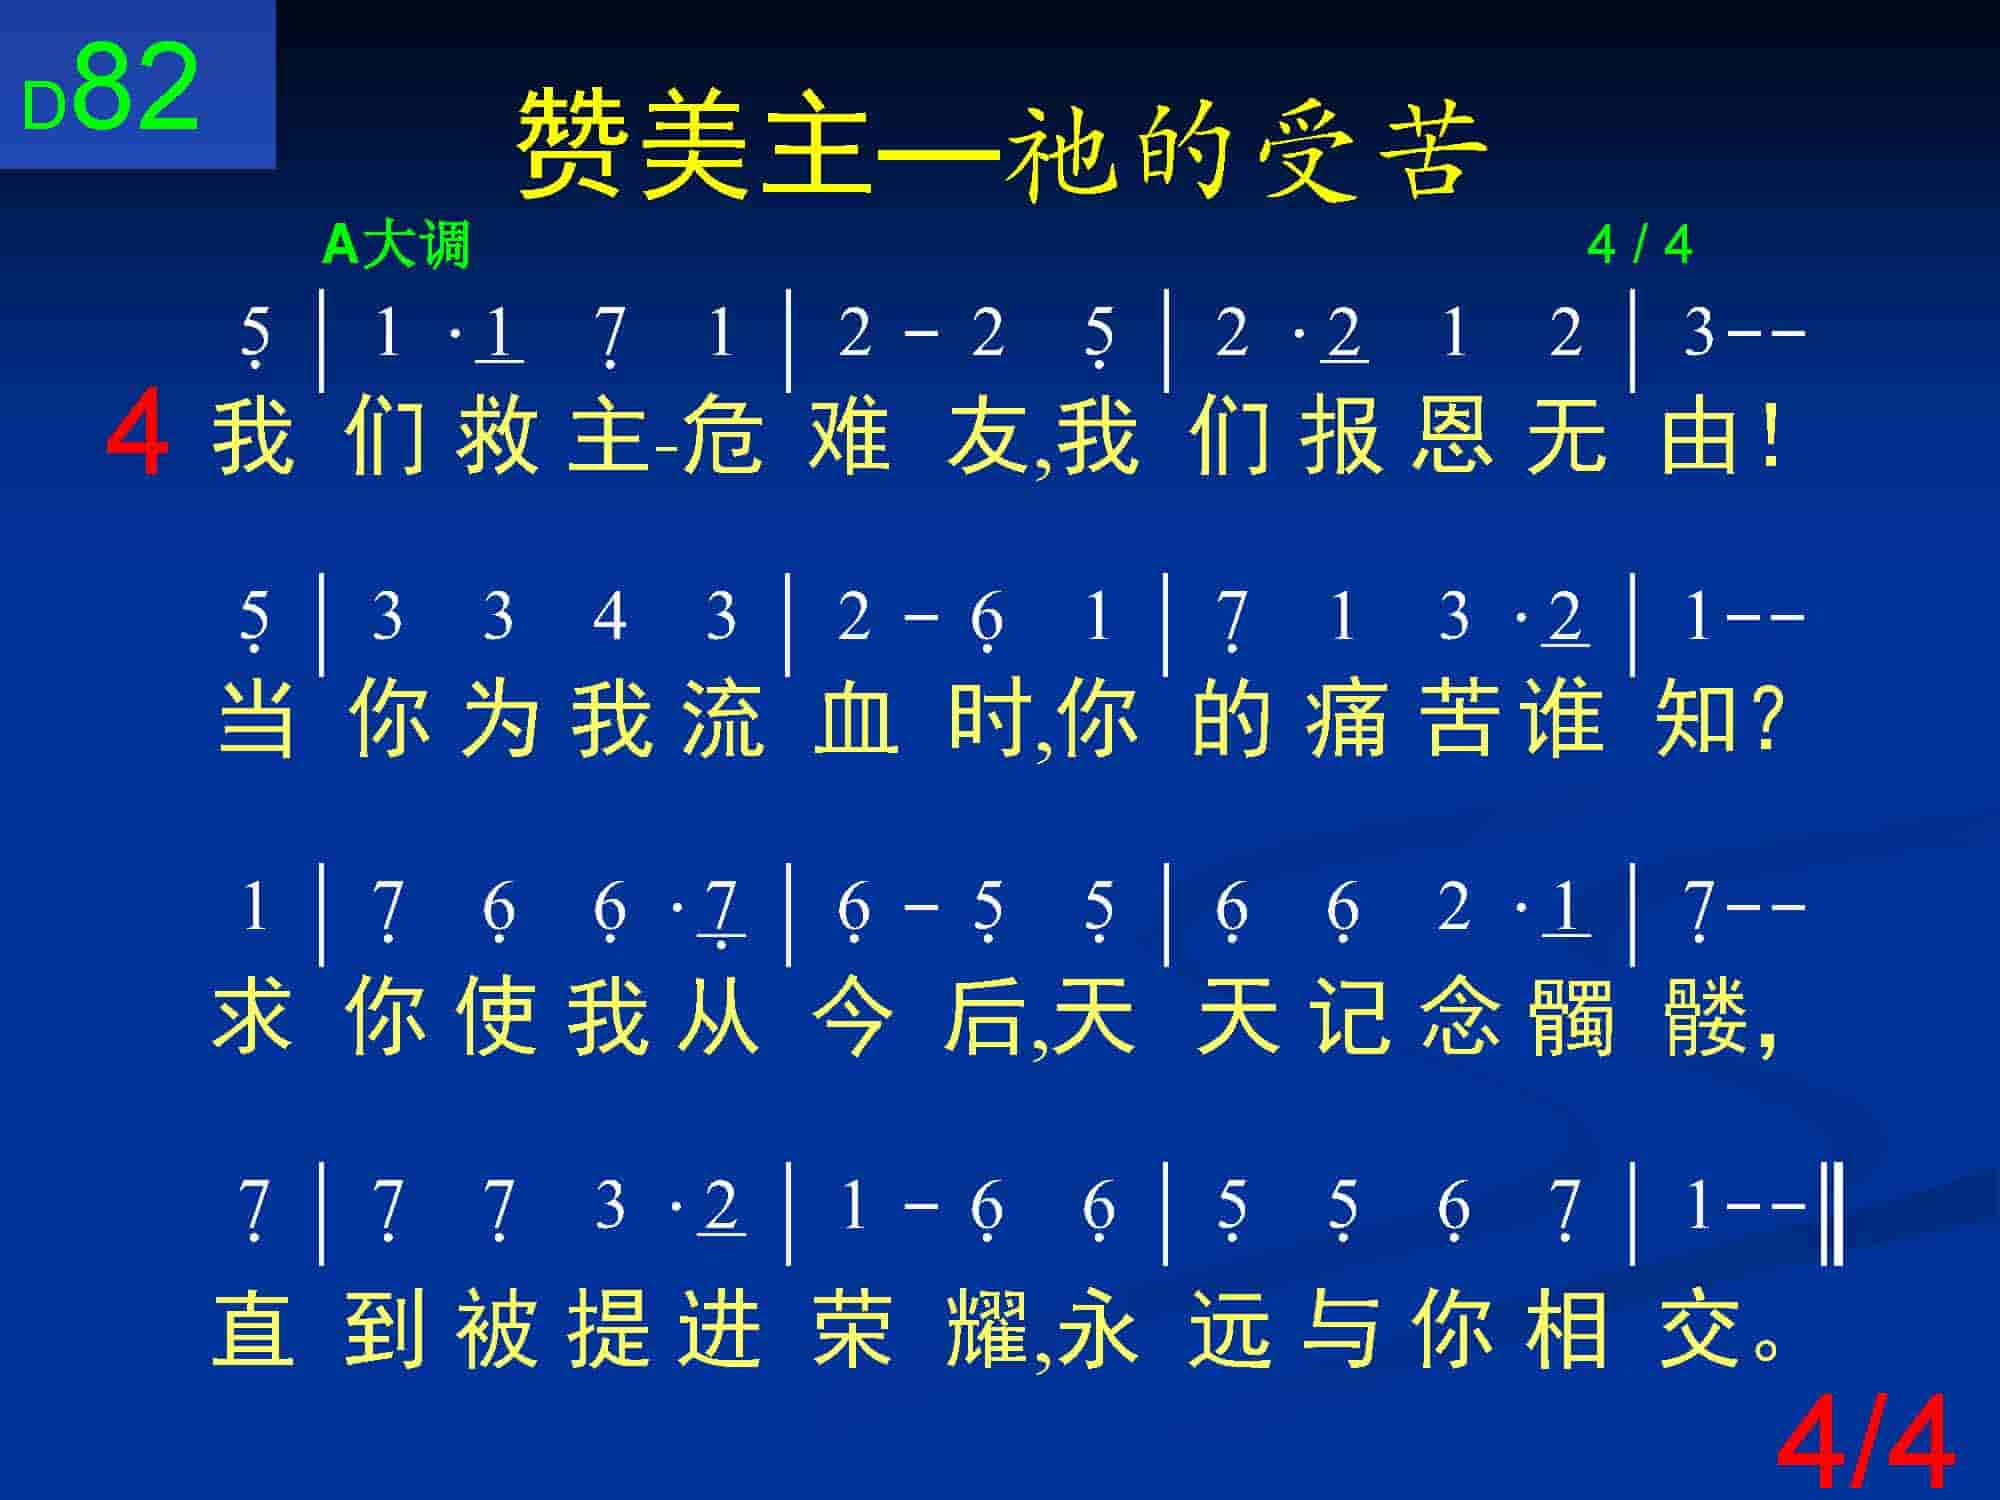 D82
赞美主—祂的受苦
A大调 4 / 4
5̣ | 1 · 1̲ 7̣ 1 | 2 - 2 5̣ | 2 · 2̲ 1 2 | 3 - -
4 我们救主-危难友,我们报恩无由！
5̣ | 3 3 4 3 | 2 - 6̣ 1 | 7̣ 1 3 · 2̲ | 1 - -
当你为我流血时,你的痛苦谁知?
1 | 7̣ 6̣ 6̣ · 7̣̲ | 6̣ - 5̣ 5̣ | 6̣ 6̣ 2 · 1̲ | 7̣ - -
求你使我从今后,天天记念髑髅，
7̣ | 7̣ 7̣ 3 · 2̲ | 1 - 6̣ 6̣ | 5̣ 5̣ 6̣ 7̣ | 1 - - ‖
直到被提进荣耀,永远与你相交。
4/4